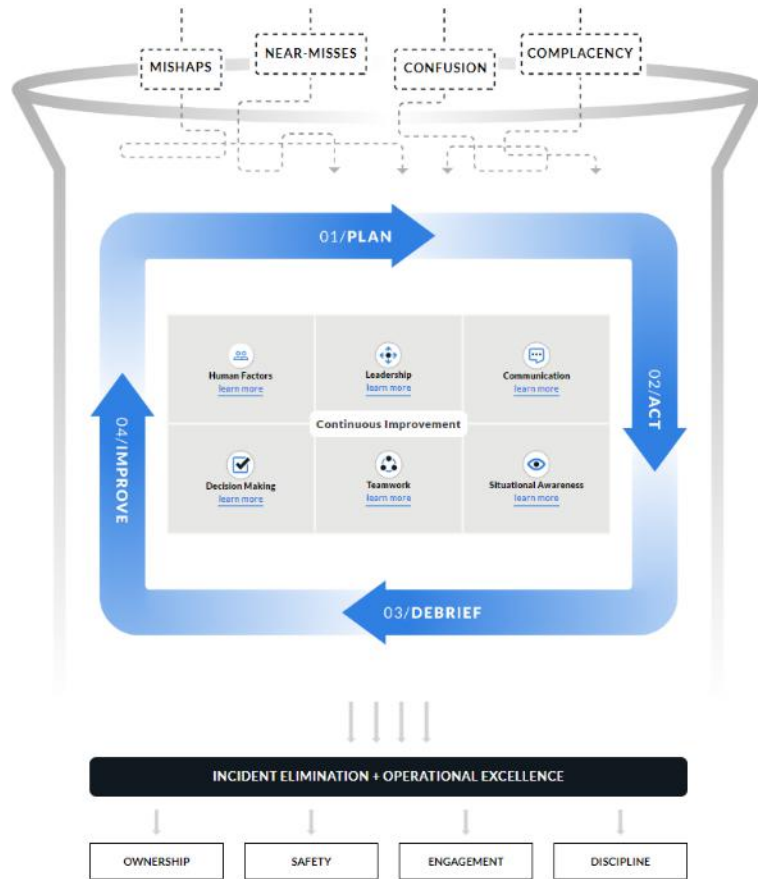 MISHAPS
NEAR-MISSES
CONFUSION
COMPLACENCY
01/PLAN
02/ACT
Human Factors
learn more
Leadership
learn more
Communication
learn more
Continuous Improvement
Decision Making
learn more
Teamwork
learn more
Situational Awareness
learn more
03/DEBRIEF
04/IMPROVE
INCIDENT ELIMINATION + OPERATIONAL EXCELLENCE
OWNERSHIP
SAFETY
ENGAGEMENT
DISCIPLINE